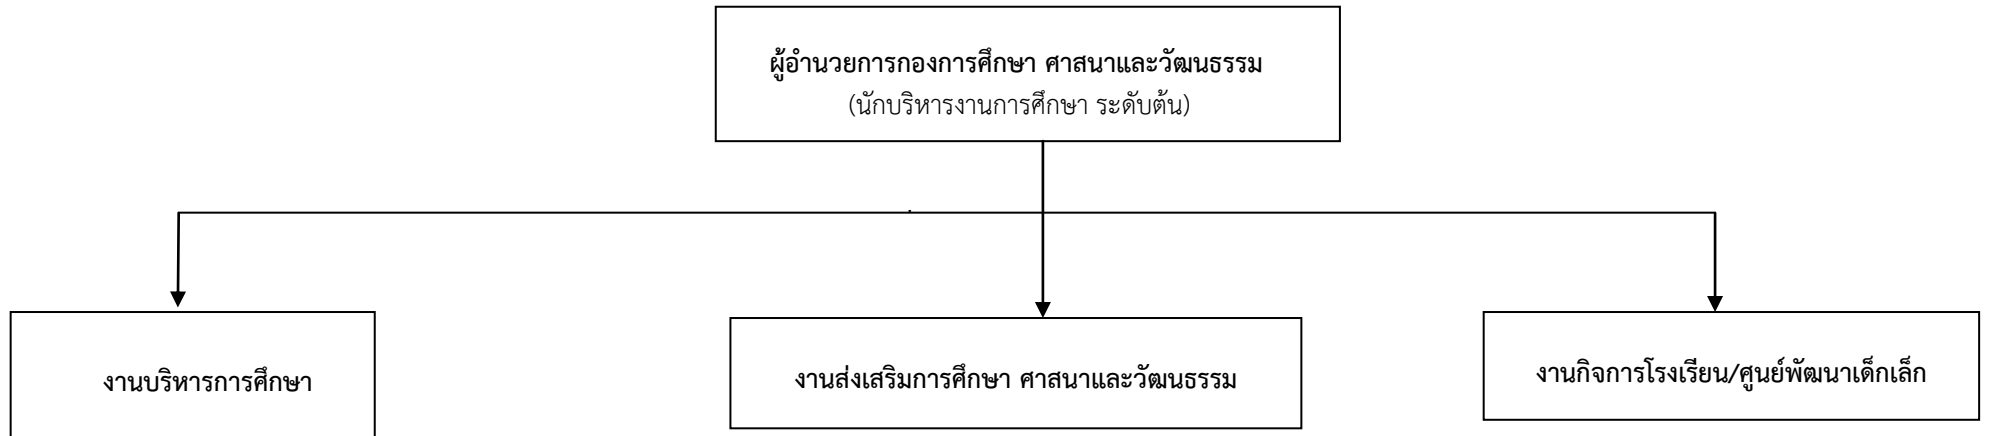 ผู้อำนวยการกองการศึกษา ศาสนาและวัฒนธรรม
(นักบริหารงานการศึกษา ระดับต้น)
งานบริหารการศึกษา
งานส่งเสริมการศึกษา ศาสนาและวัฒนธรรม
งานกิจการโรงเรียน/ศูนย์พัฒนาเด็กเล็ก